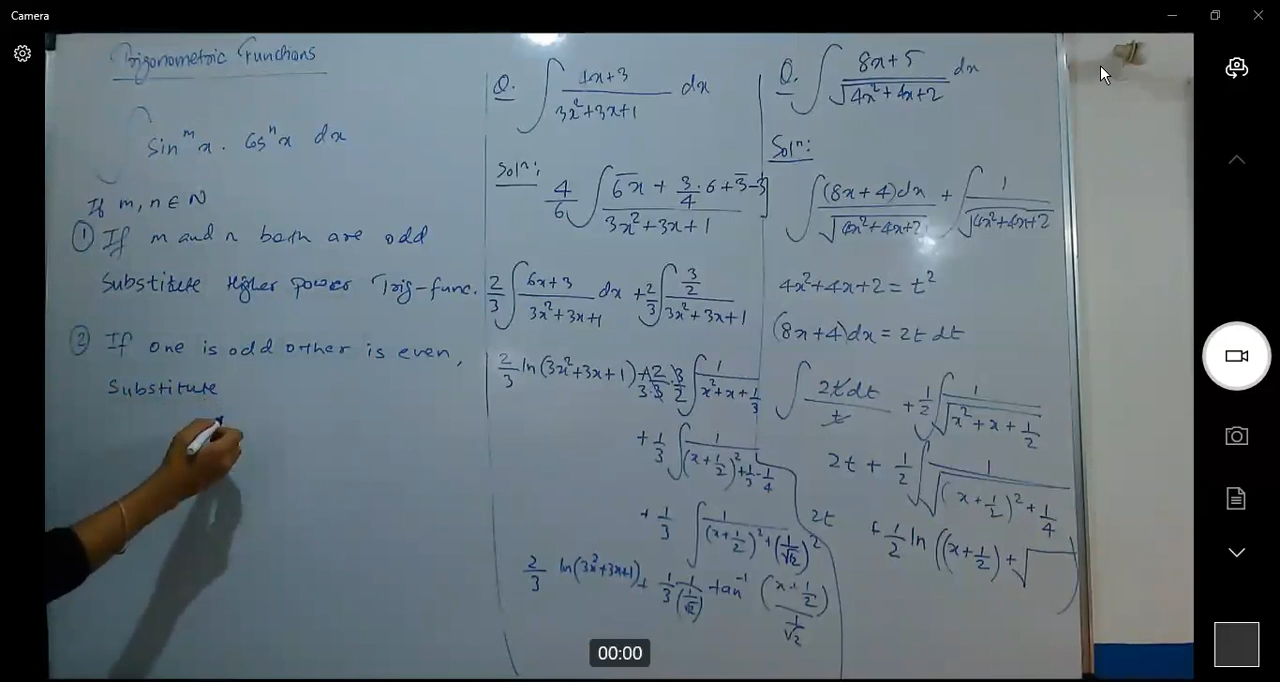 Camera
Trigonometric Functions
∫ sin^m x . cos^n x dx
If m, n ∈ N
① If m and n both are odd
Substitute Higher power Trig-func.
② If one is odd other is even,
Substitute
Q. ∫ (4x+3)/(3x²+3x+1) dx
Solⁿ: 4/6 ∫ (6x + 3/4·6 + 3-3)/(3x²+3x+1)
2/3 ∫ (6x+3)/(3x²+3x+1) dx + 2/3 ∫ (3/2)/(3x²+3x+1)
2/3 ln(3x²+3x+1) + ∫ 1/(x²+x+1/3)
+ 1/3 ∫ 1/((x+1/2)²+1/3-1/4)
+ 1/3 ∫ 1/((x+1/2)²+(1/√12)²)
2/3 ln(3x²+3x+1) + 1/3 1/(1/√12) tan⁻¹ ((x+1/2)/(1/√12))
Q. ∫ (8x+5)/√(4x²+4x+2) dx
Solⁿ:
∫ (8x+4)dx/√(4x²+4x+2) + ∫ 1/√(4x²+4x+2)
4x²+4x+2 = t²
(8x+4)dx = 2t dt
∫ 2t dt/t + 1/2 ∫ 1/√(x²+x+1/2)
2t + 1/2 ∫ 1/√((x+1/2)²+1/4)
2t + 1/2 ln((x+1/2)+√ )
00:00